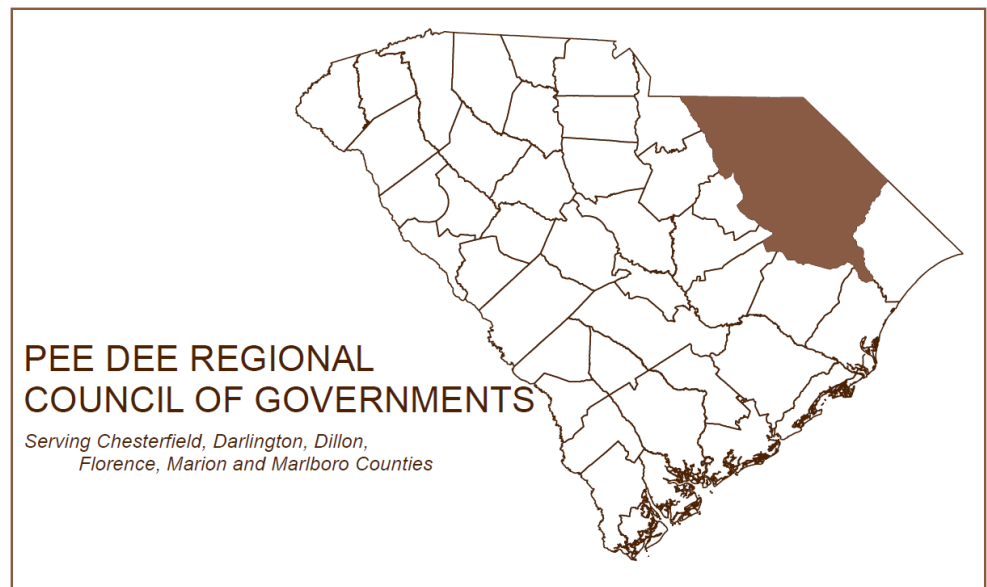 PEE DEE REGIONAL
COUNCIL OF GOVERNMENTS
Serving Chesterfield, Darlington, Dillon,
Florence, Marion and Marlboro Counties